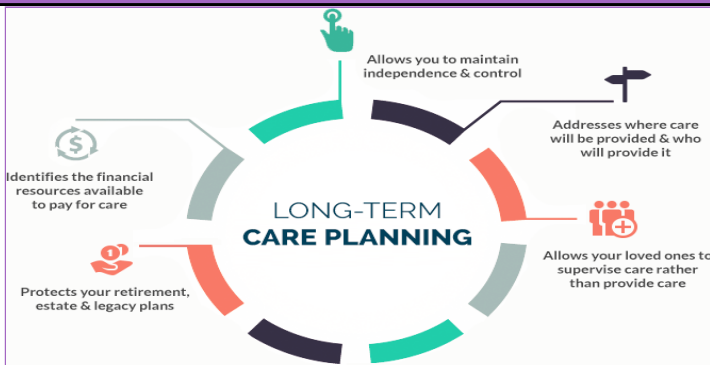 Allows you to maintain
independence & control
Addresses where care
will be provided & who
will provide it
Identifies the financial
resources available
to pay for care
$
LONG-TERM
CARE PLANNING
Allows your loved ones to
supervise care rather
than provide care
1
Protects your retirement,
estate & legacy plans